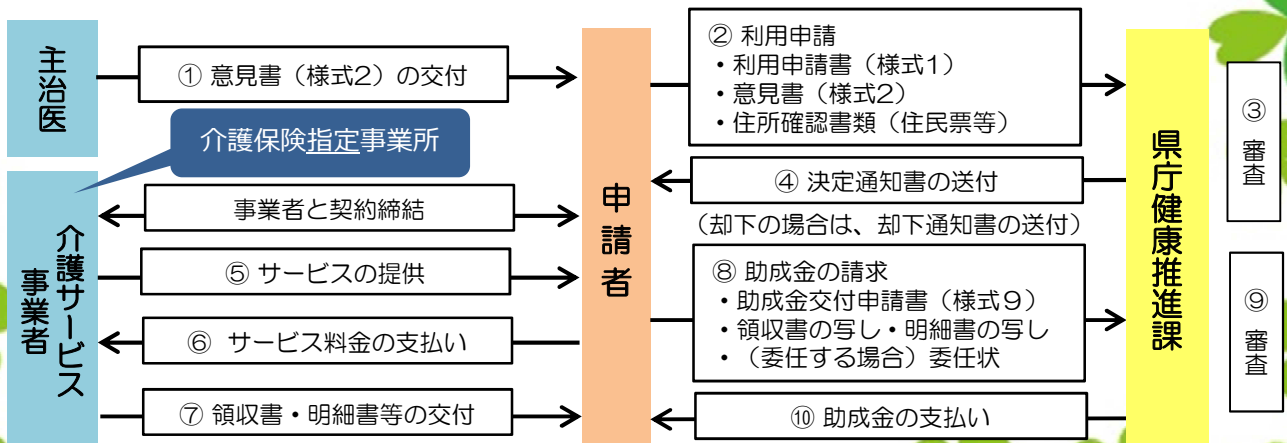 主治医
① 意見書（様式2）の交付
介護保険指定事業所
介護サービス
事業者
事業者と契約締結
⑤ サービスの提供
⑥ サービス料金の支払い
⑦ 領収書・明細書等の交付
申請者
② 利用申請
・利用申請書（様式1）
・意見書（様式2）
・住所確認書類（住民票等）
④ 決定通知書の送付
（却下の場合は、却下通知書の送付）
⑧ 助成金の請求
・助成金交付申請書（様式９）
・領収書の写し・明細書の写し
・（委任する場合）委任状
⑩ 助成金の支払い
県庁健康推進課
③ 審査
⑨ 審査